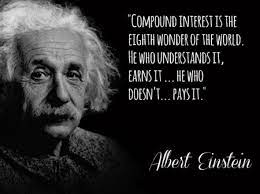 "Compound interest is the
eighth wonder of the world.
He who understands it,
earns it ... he who
doesn't ... pays it."
Albert Einstein